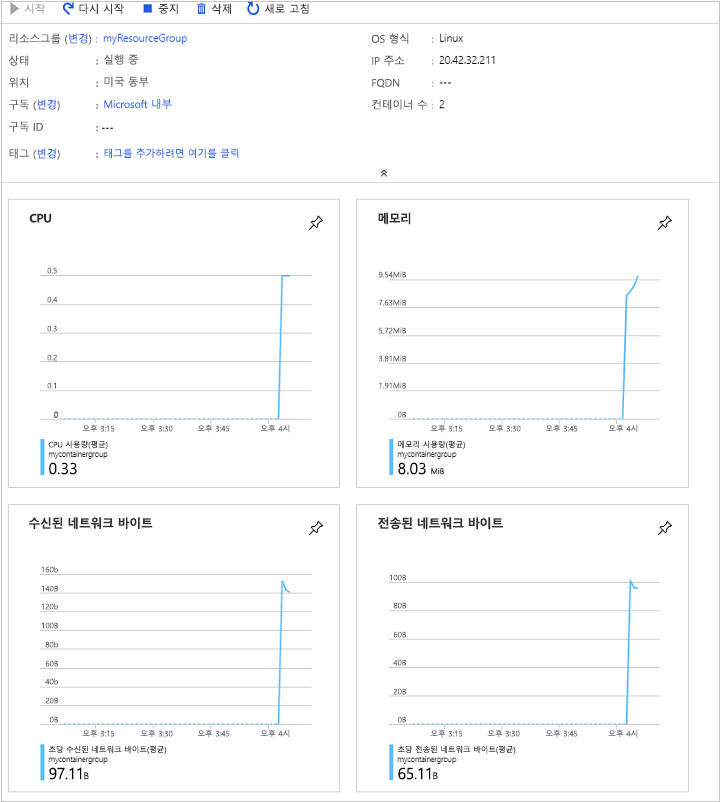 시작 다시 시작 중지 삭제 새로 고침
리소스그룹 (변경) : myResourceGroup
상태 : 실행 중
위치 : 미국 동부
구독 (변경) : Microsoft 내부
구독 ID : ---
태그 (변경) : 태그를 추가하려면 여기를 클릭
OS 형식 : Linux
IP 주소 : 20.42.32.211
FQDN : ---
컨테이너 수 : 2
CPU
0.5
0.4
0.3
0.2
0.1
0
오후 3:15 오후 3:30 오후 3:45 오후 4시
CPU 사용량(평균)
mycontainergroup
0.33
메모리
9.54MiB
7.63MiB
5.72MiB
3.81MiB
1.91MiB
0B
오후 3:15 오후 3:30 오후 3:45 오후 4시
메모리 사용량(평균)
mycontainergroup
8.03 MiB
수신된 네트워크 바이트
160b
140B
120b
100b
80b
60B
40b
20B
0B
오후 3:15 오후 3:30 오후 3:45 오후 4시
초당 수신된 네트워크 바이트(평균)
mycontainergroup
97.11B
전송된 네트워크 바이트
100B
80B
60B
40B
20B
0B
오후 3:15 오후 3:30 오후 3:45 오후 4시
초당 전송된 네트워크 바이트(평균)
mycontainergroup
65.11B